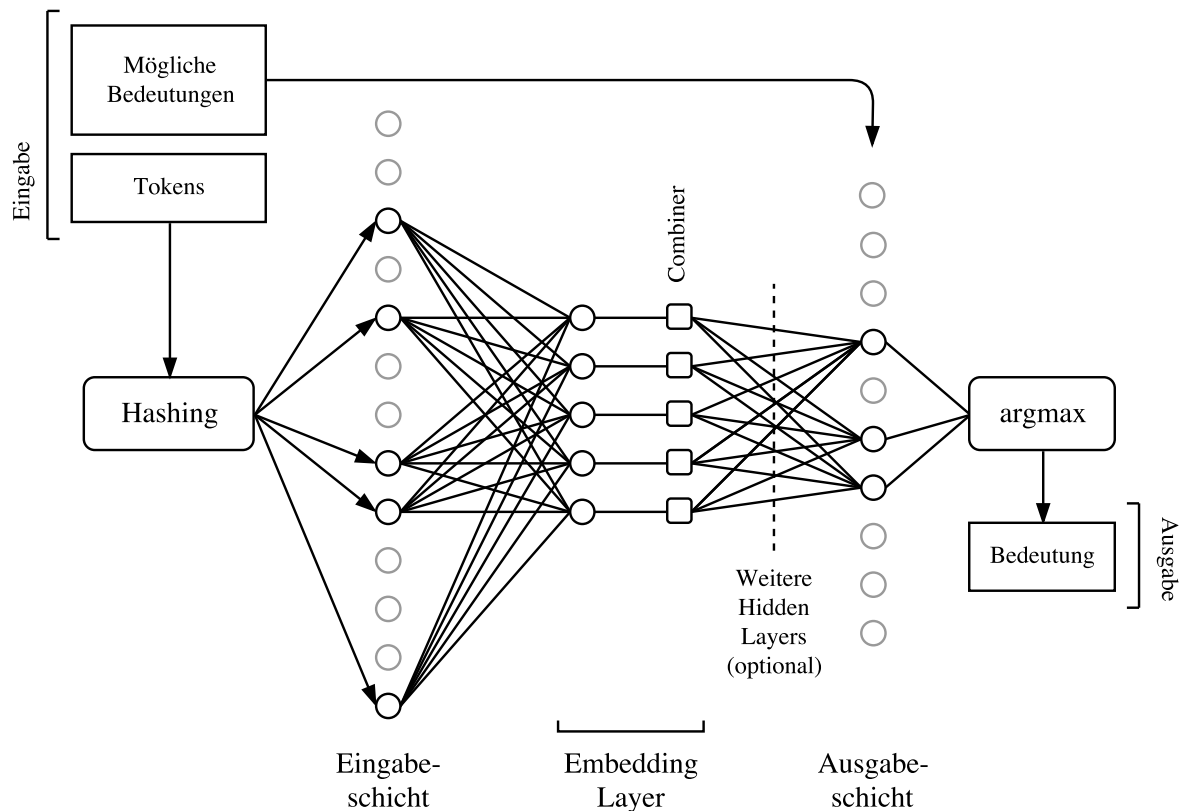 Eingabe
Mögliche
Bedeutungen
Tokens
Hashing
Combiner
Weitere
Hidden
Layers
(optional)
argmax
Bedeutung
Ausgabe
Eingabe-
schicht
Embedding
Layer
Ausgabe-
schicht